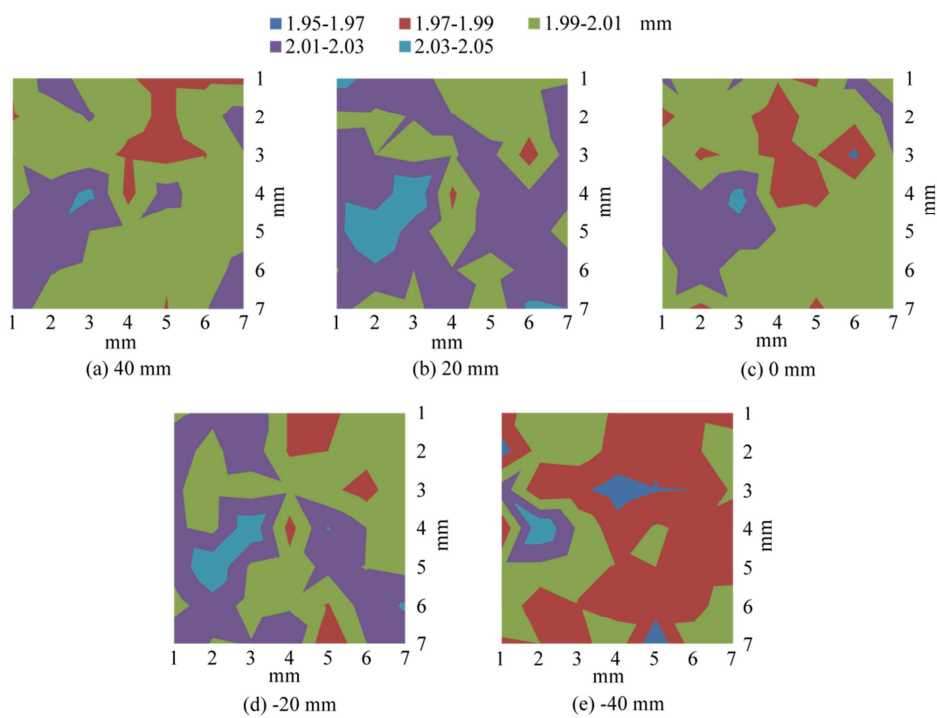 1.95-1.97 1.97-1.99 1.99-2.01 mm
2.01-2.03 2.03-2.05
1 1 1
2 2 2
3 3 3
4 mm 4 mm 4 mm
5 5 5
6 6 6
7 7 7
1 2 3 4 5 6 7 1 2 3 4 5 6 7 1 2 3 4 5 6 7
mm mm mm
(a) 40 mm (b) 20 mm (c) 0 mm
1 1
2 2
3 3
4 mm 4 mm
5 5
6 6
7 7
1 2 3 4 5 6 7 1 2 3 4 5 6 7
mm mm
(d) -20 mm (e) -40 mm